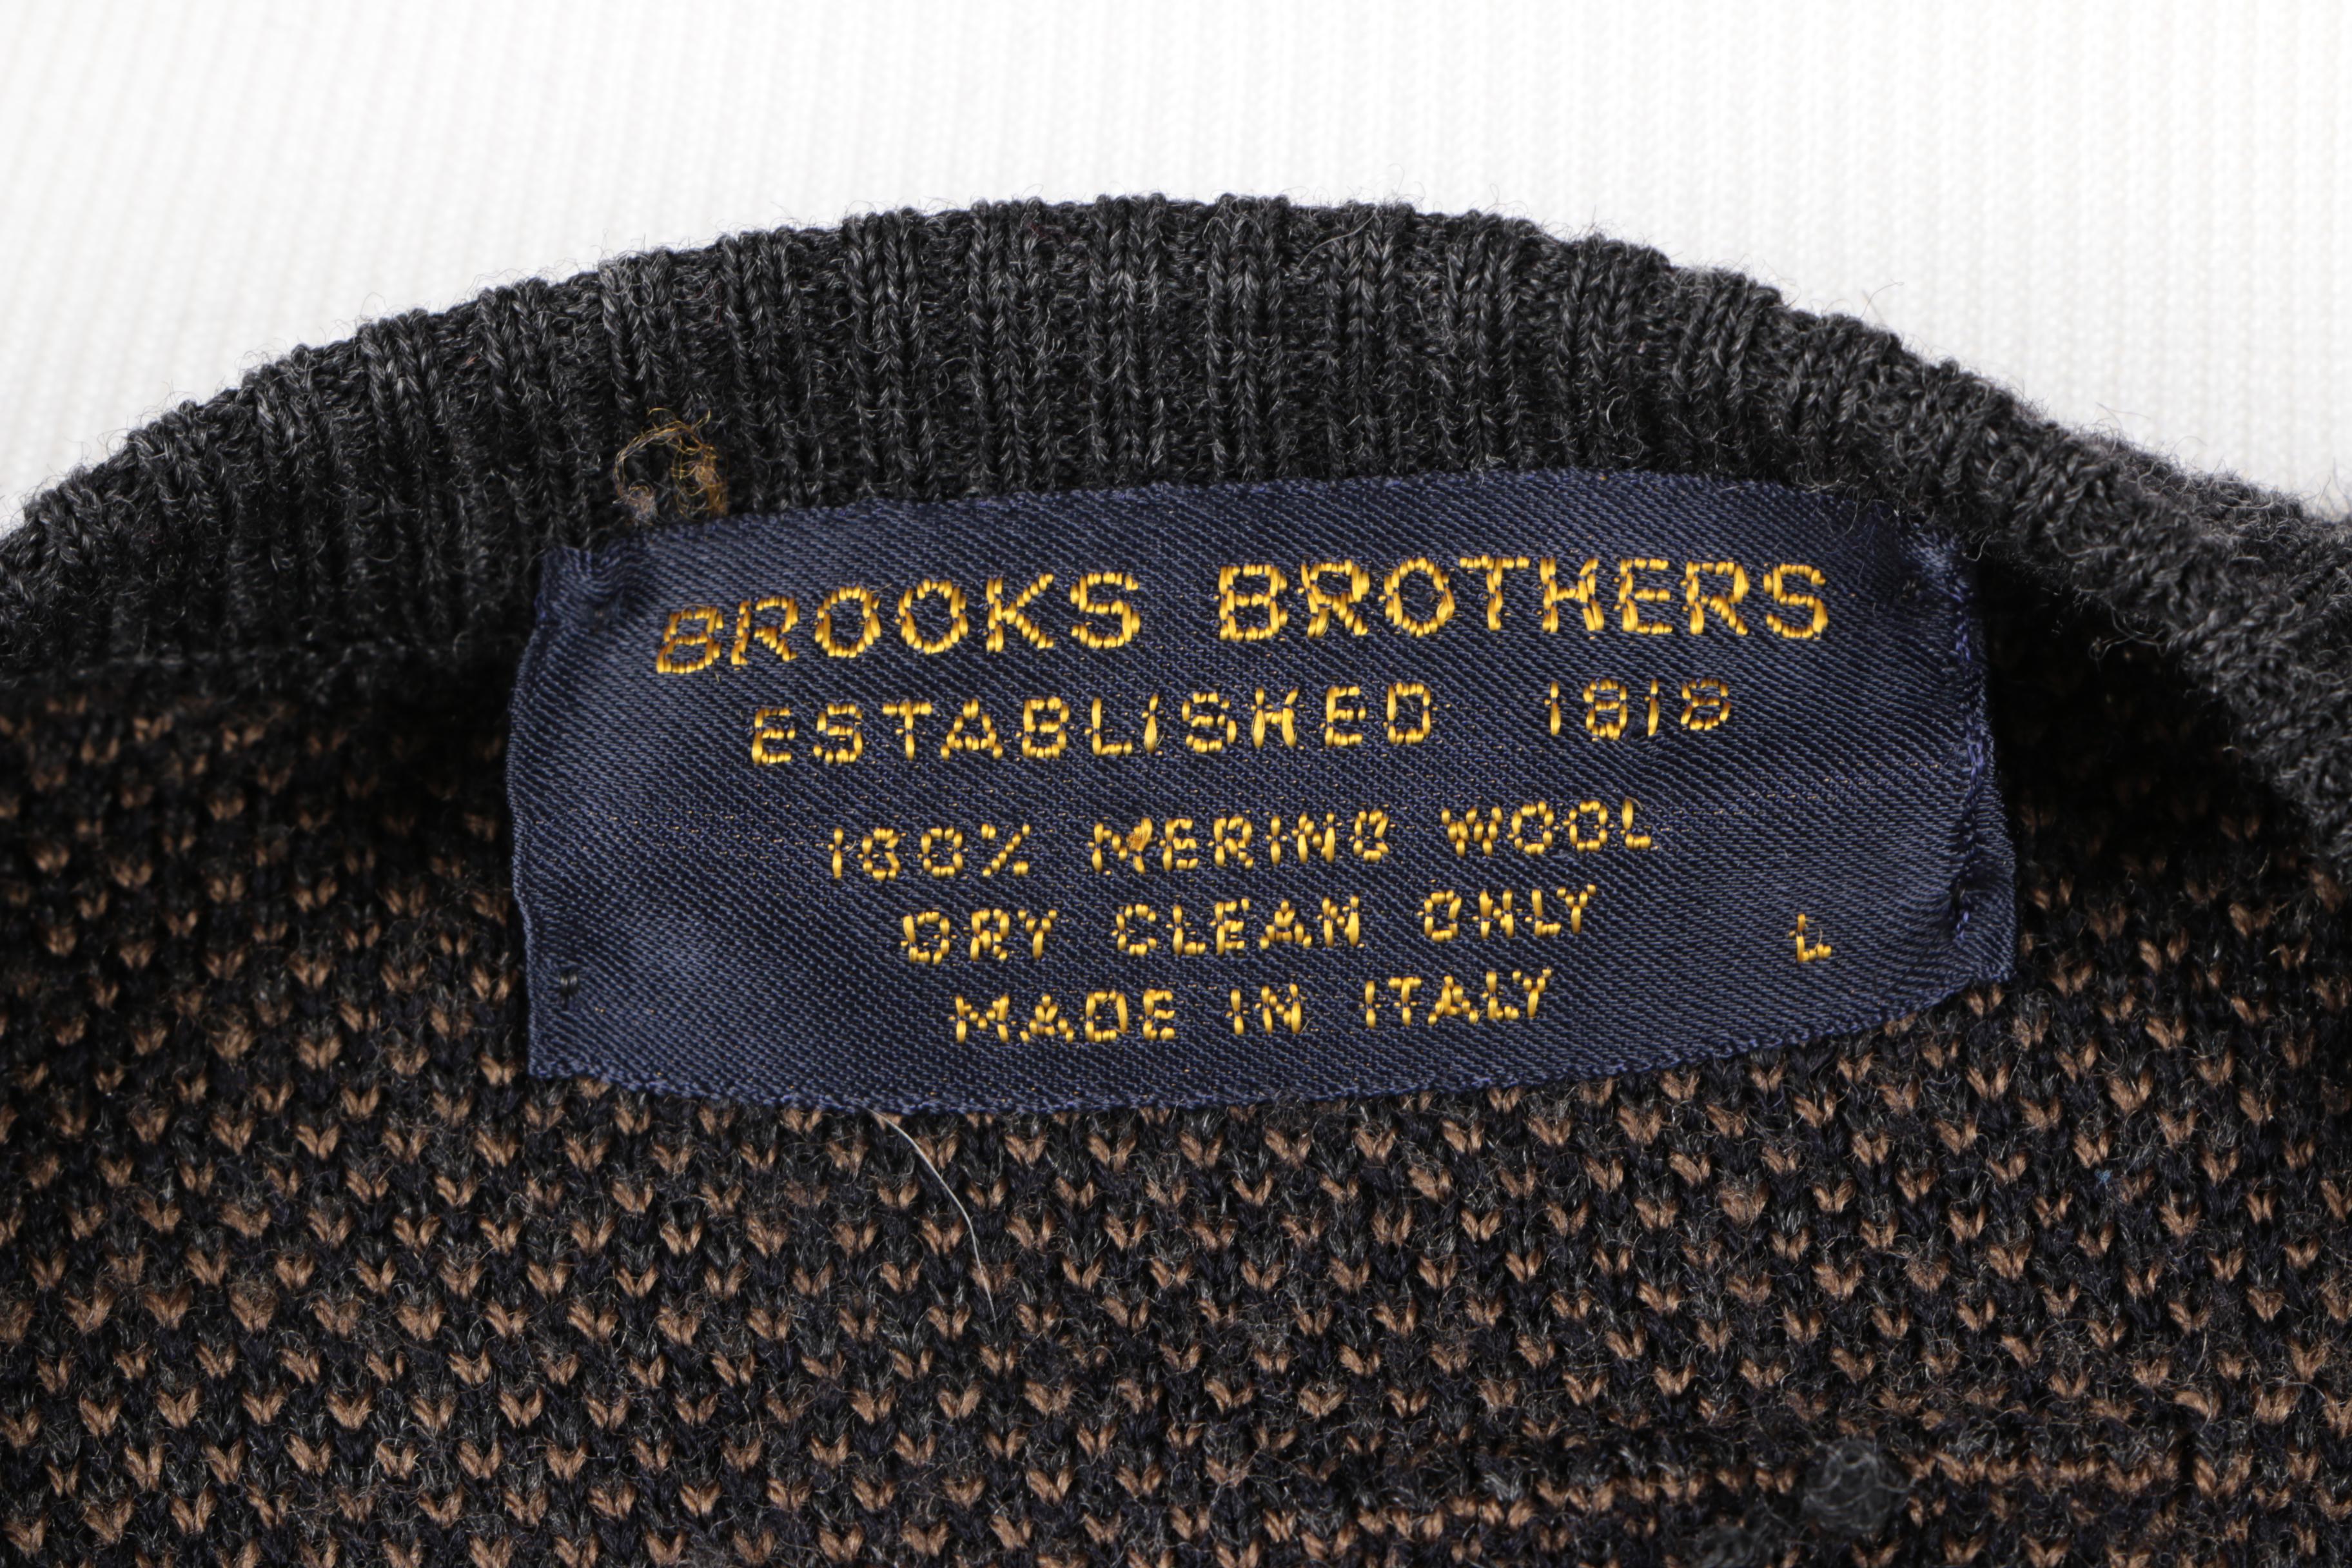 BROOKS BROTHERS
ESTABLISHED 1818
100% MERINO WOOL
DRY CLEAN ONLY
L
MADE IN ITALY